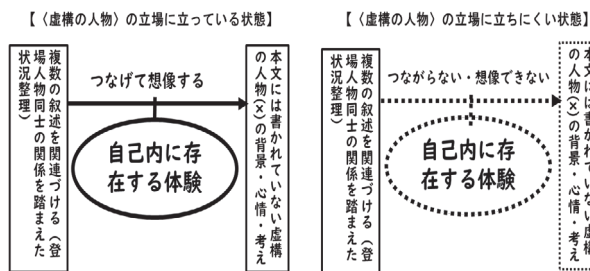 【〈虚構の人物〉の立場に立っている状態】
複数の叙述を関連づける（登
場人物同士の関係を踏まえた
状況整理）
つなげて想像する
自己内に存
在する体験
本文には書かれていない虚構
の人物(×)の背景・心情・考え
【〈虚構の人物〉の立場に立ちにくい状態】
複数の叙述を関連づける（登
場人物同士の関係を踏まえた
状況整理）
つながらない・想像できない
自己内に存
在する体験
本文には書かれていない虚構
の人物(×)の背景・心情・考え